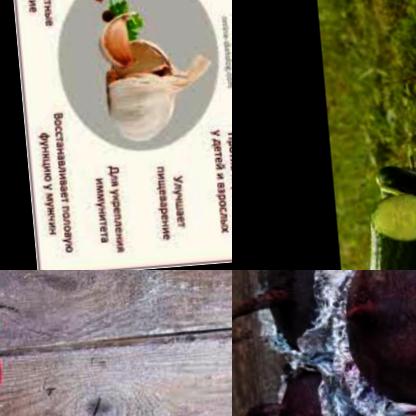 Восстанавливает половую
функцию у мужчин
Для укрепления
иммунитета
Улучшает
пищеварение
у детей и взрослых